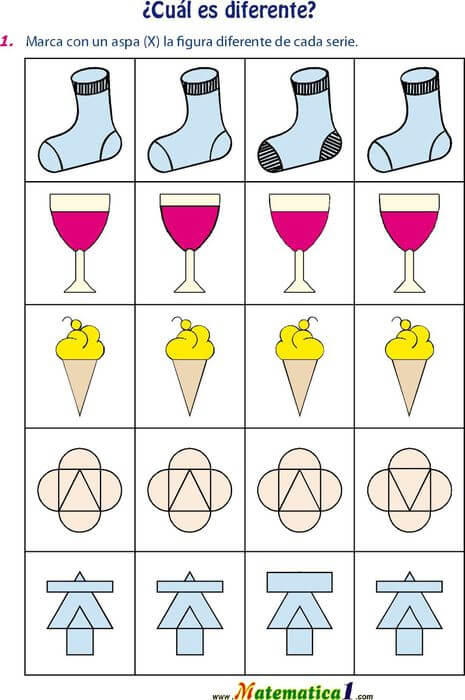 ¿Cuál es diferente?
1. Marca con un aspa (X) la figura diferente de cada serie.
www.Matematica1.com